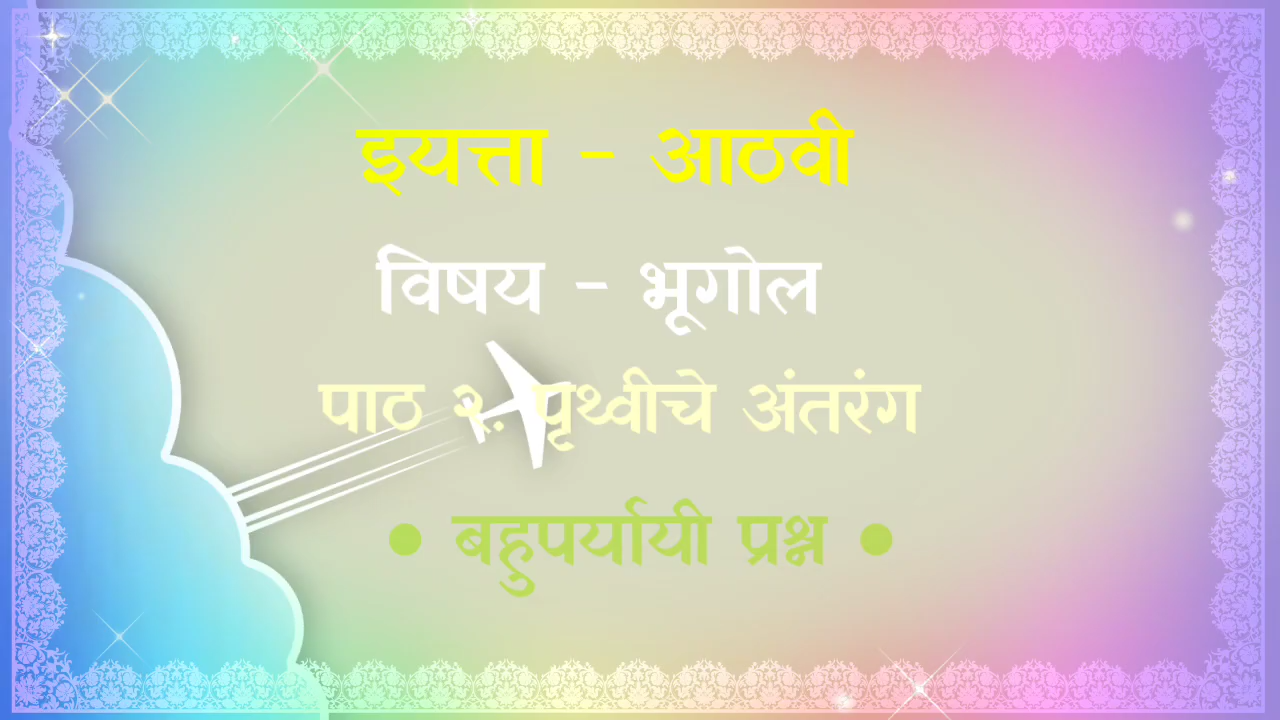 इयत्ता - आठवी
विषय - भूगोल
पाठ २. पृथ्वीचे अंतरंग
• बहुपर्यायी प्रश्न •